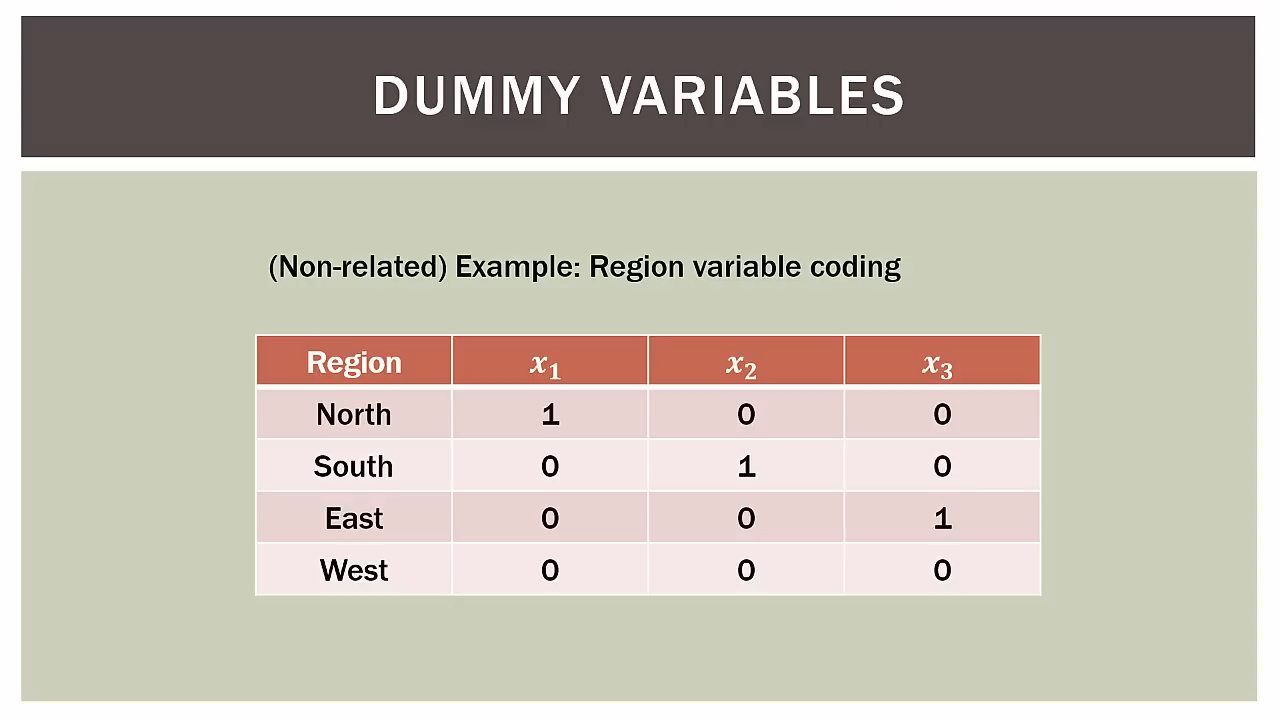 DUMMY VARIABLES
(Non-related) Example: Region variable coding
Region x₁ x₂ x₃
North 1 0 0
South 0 1 0
East 0 0 1
West 0 0 0